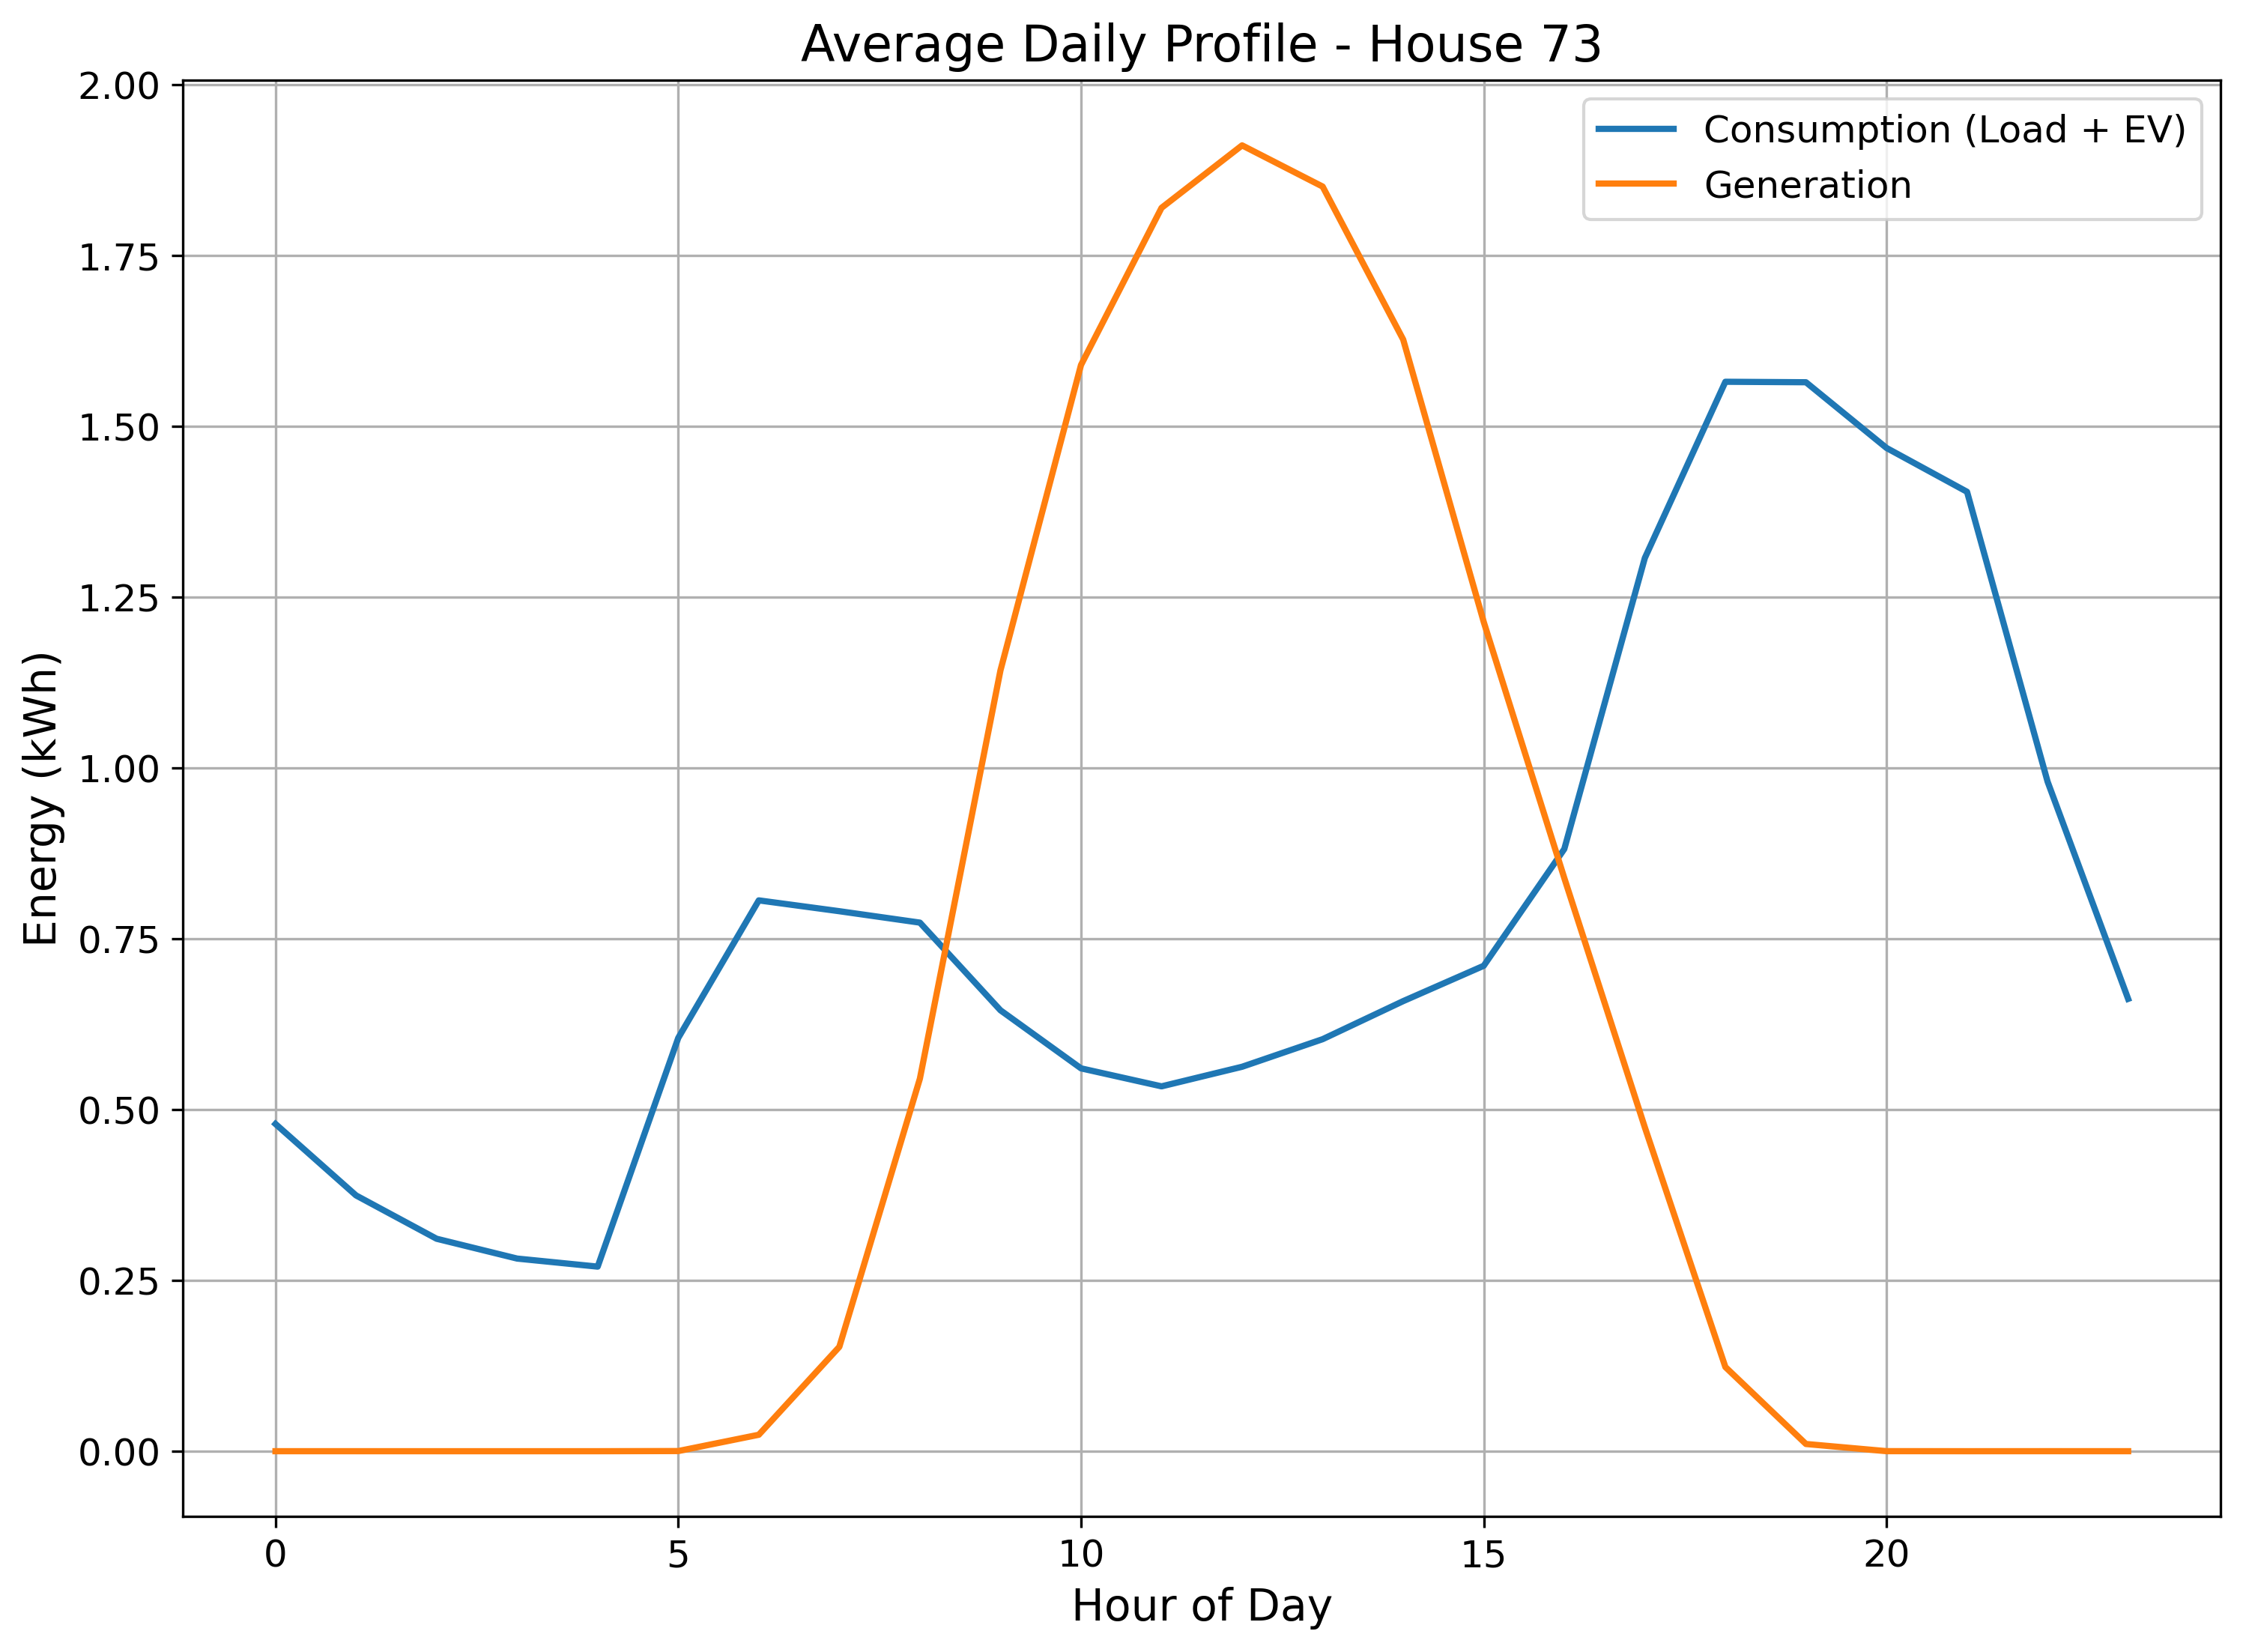 Average Daily Profile - House 73
Consumption (Load + EV)
Generation
Energy (kWh)
2.00
1.75
1.50
1.25
1.00
0.75
0.50
0.25
0.00
0 5 10 15 20
Hour of Day